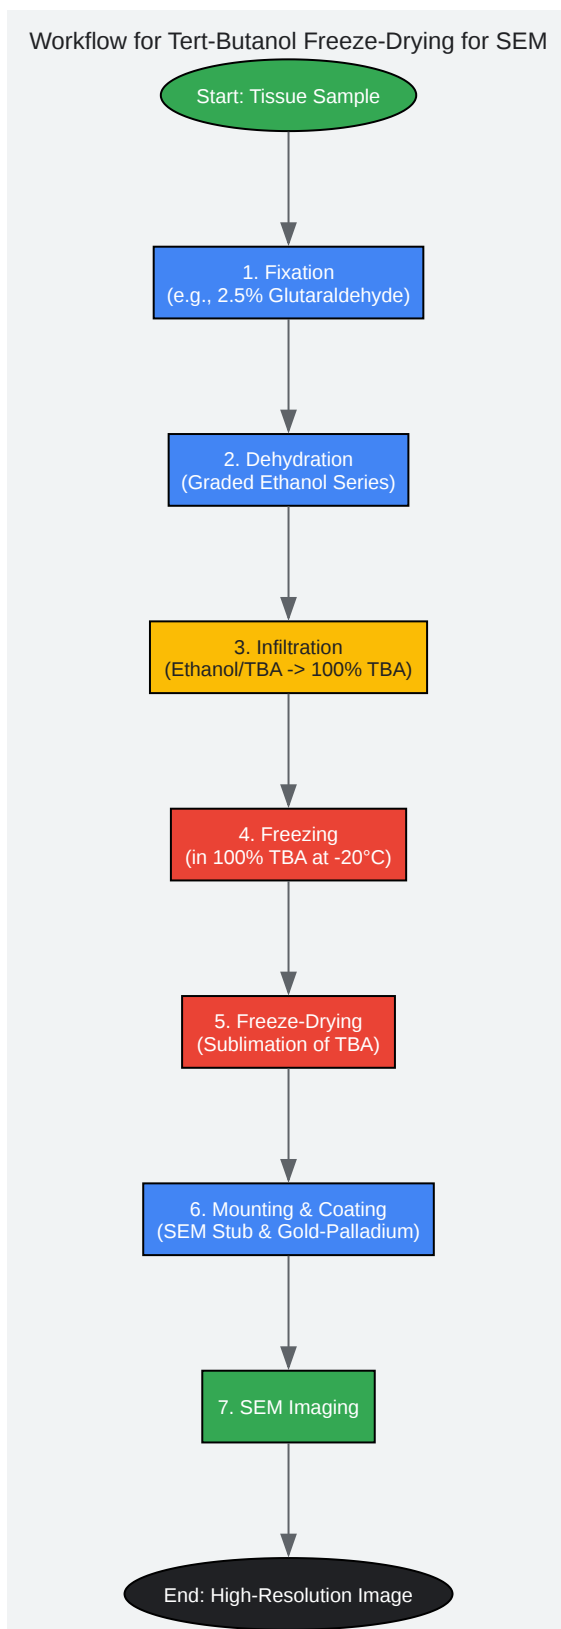 Workflow for Tert-Butanol Freeze-Drying for SEM
Start: Tissue Sample
1. Fixation
(e.g., 2.5% Glutaraldehyde)
2. Dehydration
(Graded Ethanol Series)
3. Infiltration
(Ethanol/TBA -> 100% TBA)
4. Freezing
(in 100% TBA at -20°C)
5. Freeze-Drying
(Sublimation of TBA)
6. Mounting & Coating
(SEM Stub & Gold-Palladium)
7. SEM Imaging
End: High-Resolution Image